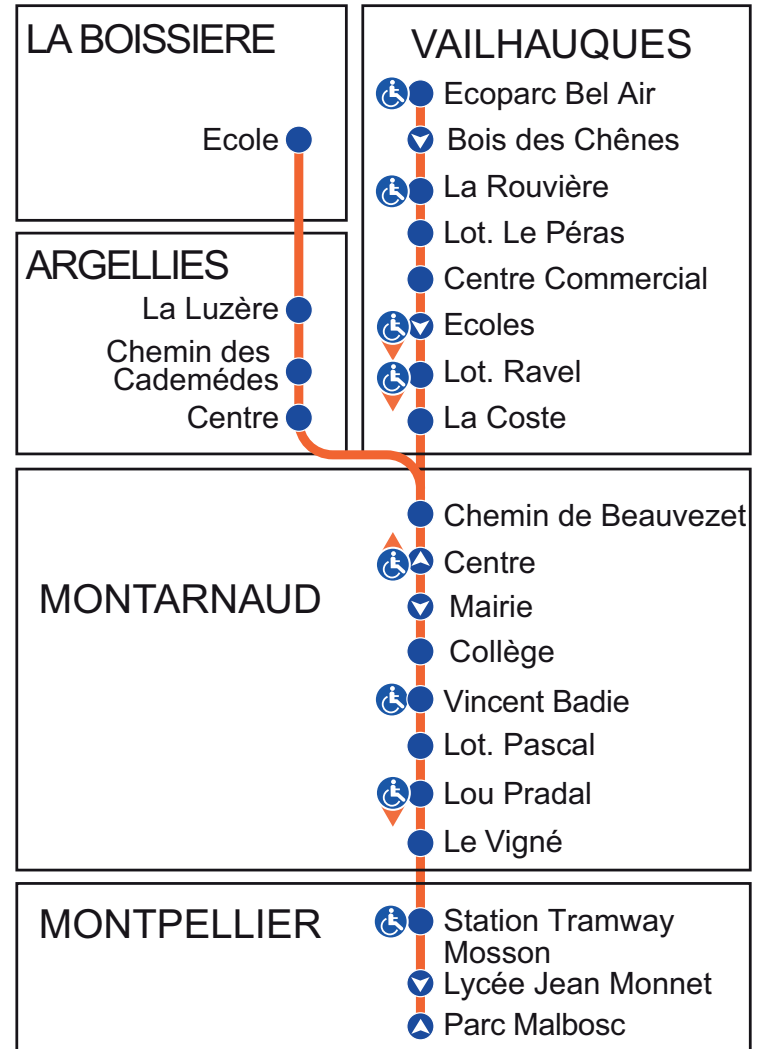 LA BOISSIERE
Ecole
ARGELLIES
La Luzère
Chemin des
Cademédes
Centre
VAILHAUQUES
Ecoparc Bel Air
Bois des Chênes
La Rouvière
Lot. Le Péras
Centre Commercial
Ecoles
Lot. Ravel
La Coste
MONTARNAUD
Chemin de Beauvezet
Centre
Mairie
Collège
Vincent Badie
Lot. Pascal
Lou Pradal
Le Vigné
MONTPELLIER
Station Tramway
Mosson
Lycée Jean Monnet
Parc Malbosc